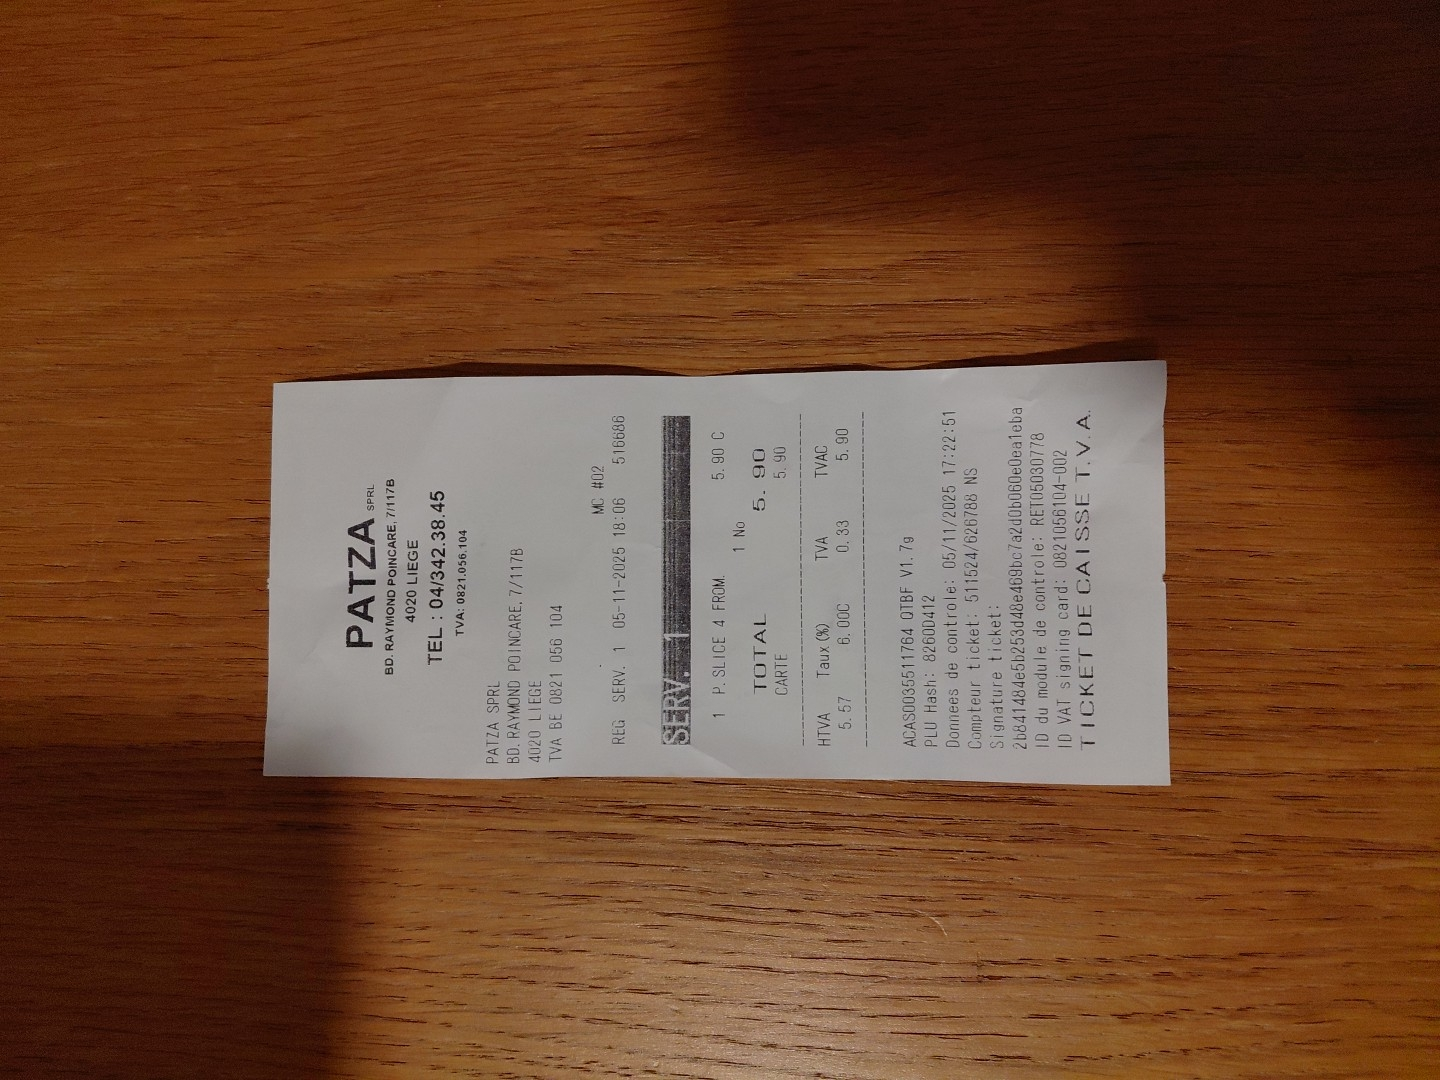 PATZA SPRL
BD. RAYMOND POINCARE, 7/117B
4020 LIEGE
TEL : 04/342.38.45
TVA: 0821.056.104
PATZA SPRL
BD. RAYMOND POINCARE, 7/117B
4020 LIEGE
TVA BE 0821 056 104
MC #02
REG SERV. 1 05-11-2025 18:06 516686
SERV. 1
1 P.SLICE 4 FROM. 5.90 C
1 No
TOTAL 5.90
CARTE 5.90
HTVA Taux(%) TVA TVAC
5.57 6.00C 0.33 5.90
ACAS0035511764 OTBF V1.7g
PLU Hash: 8260D412
Donnees de controle: 05/11/2025 17:22:51
Compteur ticket: 511524/626788 NS
Signature ticket:
2b841484e5b253d48e469bc7a2d0b060e0ea1eba
ID du module de controle: RET05030778
ID VAT signing card: 0821056104-002
TICKET DE CAISSE T.V.A.